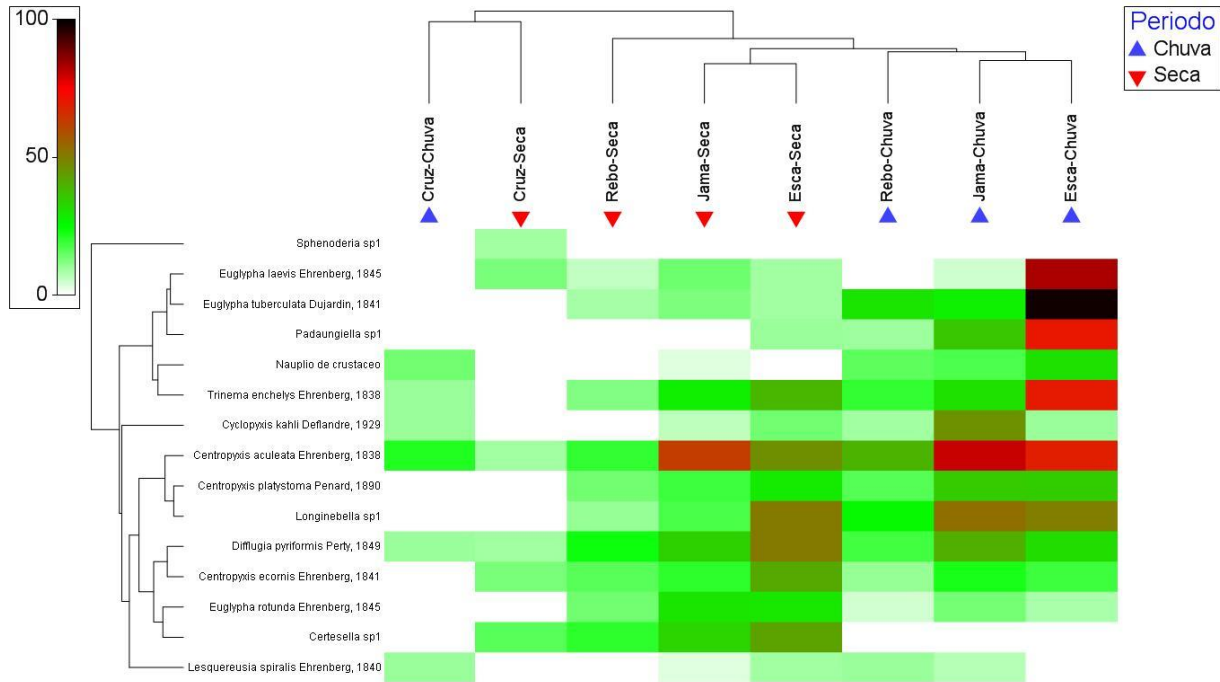 100
50
0
Periodo
Chuva
Seca
Cruz-Chuva
Cruz-Seca
Rebo-Seca
Jama-Seca
Esca-Seca
Rebo-Chuva
Jama-Chuva
Esca-Chuva
Sphenoderia sp1
Euglypha laevis Ehrenberg, 1845
Euglypha tuberculata Dujardin, 1841
Padaungiella sp1
Nauplio de crustaceo
Trinema enchelys Ehrenberg, 1838
Cyclopyxis kahli Deflandre, 1929
Centropyxis aculeata Ehrenberg, 1838
Centropyxis platystoma Penard, 1890
Longinebella sp1
Difflugia pyriformis Perty, 1849
Centropyxis ecornis Ehrenberg, 1841
Euglypha rotunda Ehrenberg, 1845
Certesella sp1
Lesquereusia spiralis Ehrenberg, 1840